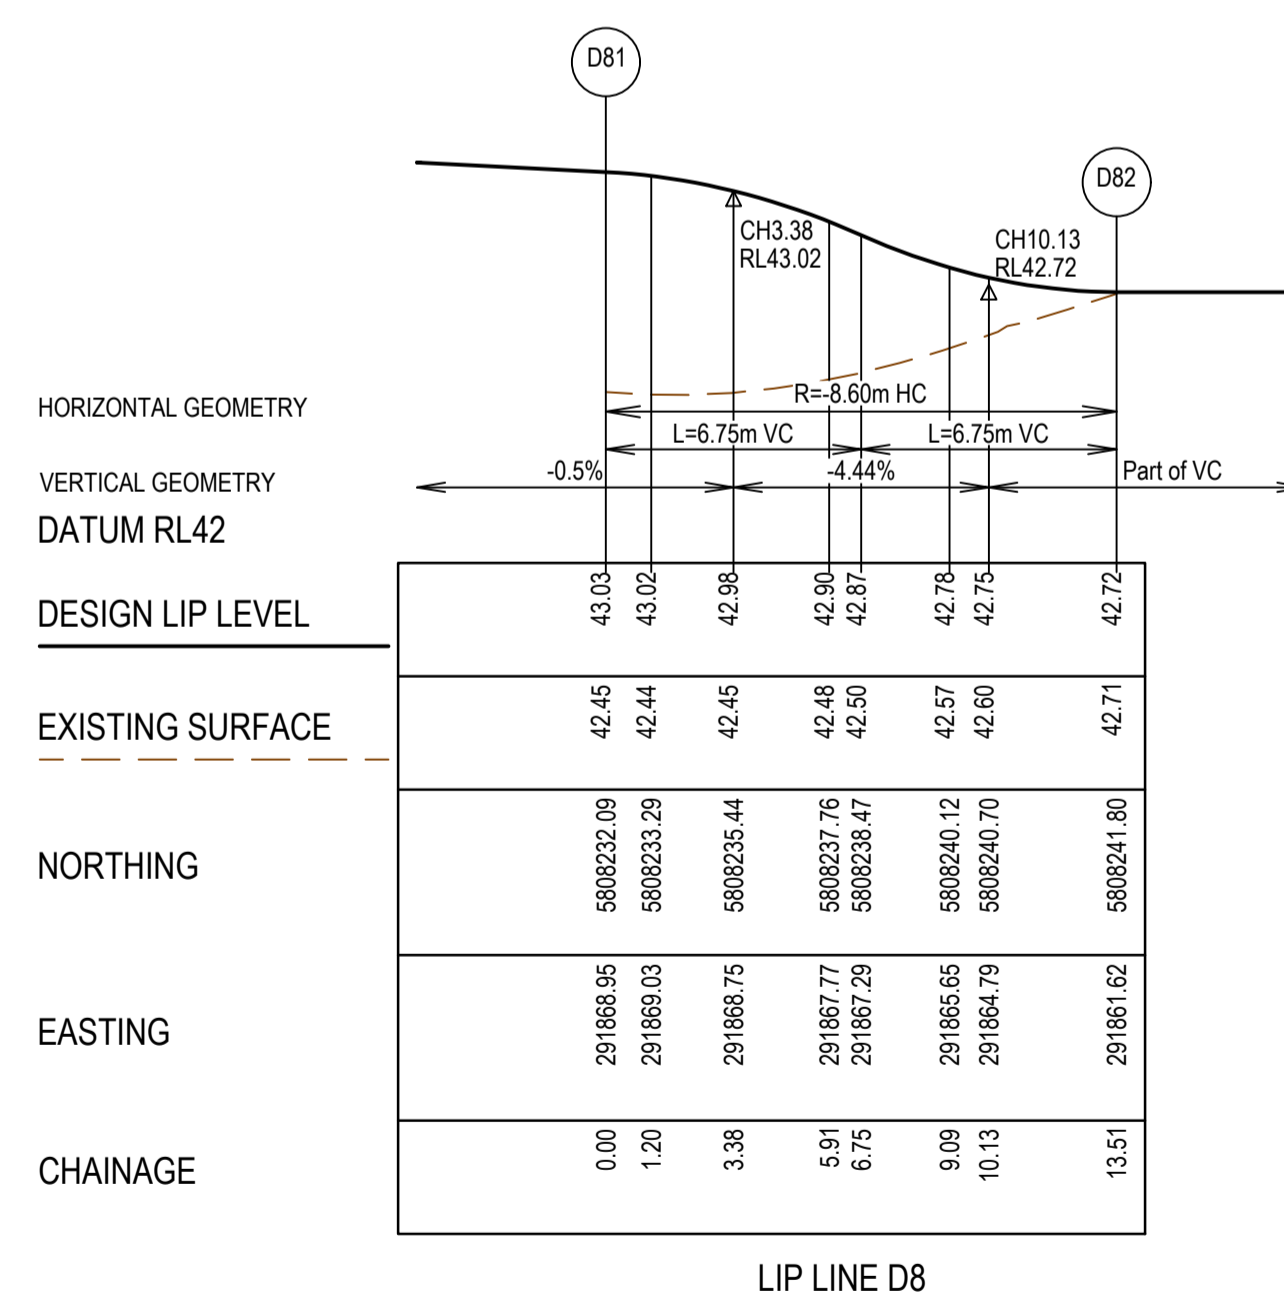 D81
D82
CH3.38
RL43.02
CH10.13
RL42.72
R=-8.60m HC
HORIZONTAL GEOMETRY
L=6.75m VC L=6.75m VC
-0.5% -4.44% Part of VC
VERTICAL GEOMETRY
DATUM RL42
DESIGN LIP LEVEL 43.03 43.02 42.98 42.90 42.87 42.78 42.75 42.72
EXISTING SURFACE 42.45 42.44 42.45 42.48 42.50 42.57 42.60 42.71
NORTHING 5808232.09 5808233.29 5808235.44 5808237.76 5808238.47 5808240.12 5808240.70 5808241.80
EASTING 291868.95 291869.03 291868.75 291867.77 291867.29 291865.65 291864.79 291861.62
CHAINAGE 0.00 1.20 3.38 5.91 6.75 9.09 10.13 13.51
LIP LINE D8